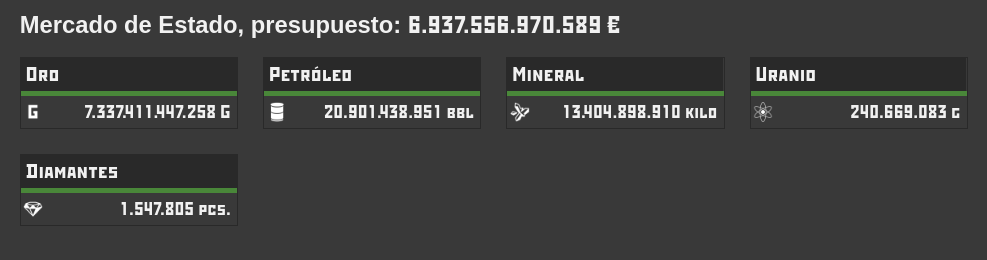 Mercado de Estado, presupuesto: 6.937.556.970.589 €
Oro
G 7.337.411.447.258 G
Petróleo
20.901.438.951 bbl
Mineral
13.404.898.910 kilo
Uranio
240.669.083 g
Diamantes
1.547.805 pcs.